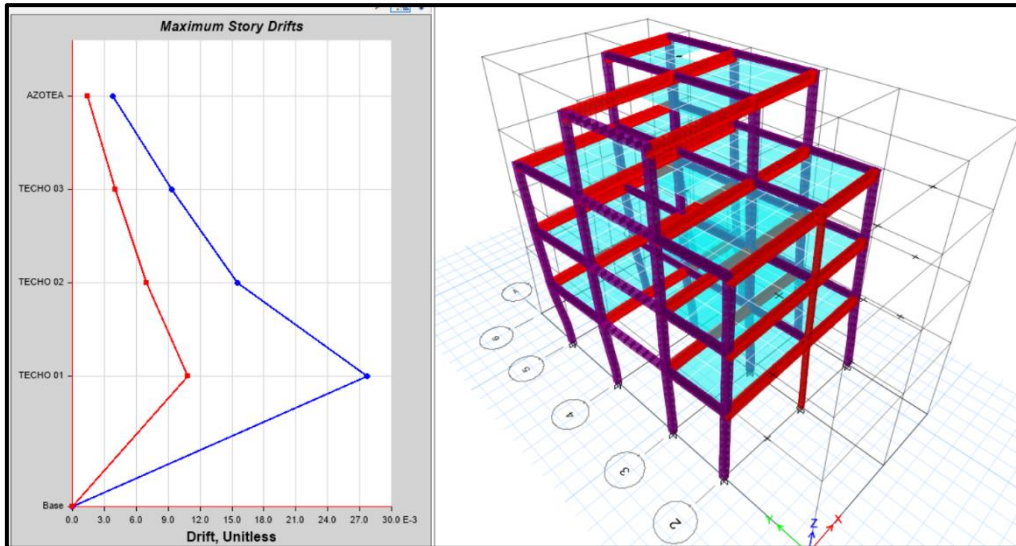 Maximum Story Drifts
AZOTEA
TECHO 03
TECHO 02
TECHO 01
Base
0.0 3.0 6.0 9.0 12.0 15.0 18.0 21.0 24.0 27.0 30.0 E-3
Drift, Unitless
6
5
4
3
2
Y
Z
X